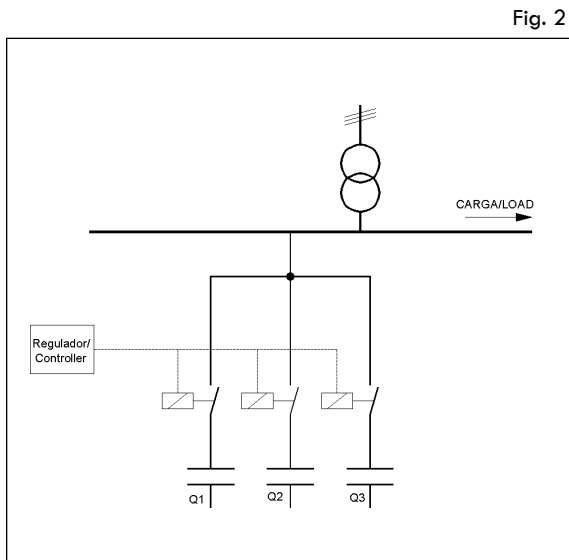 Fig. 2
CARGA/LOAD
Regulador/
Controller
Q1
Q2
Q3